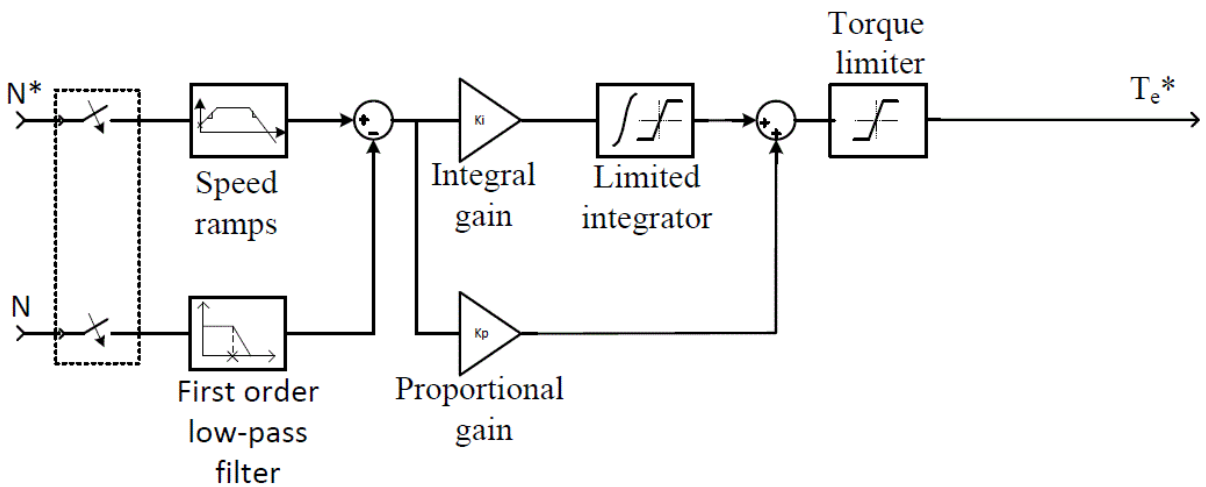 Torque
limiter
N*
Te*
+
-
Ki
+
+
Speed
ramps
Integral
gain
Limited
integrator
N
Kp
First order
low-pass
filter
Proportional
gain